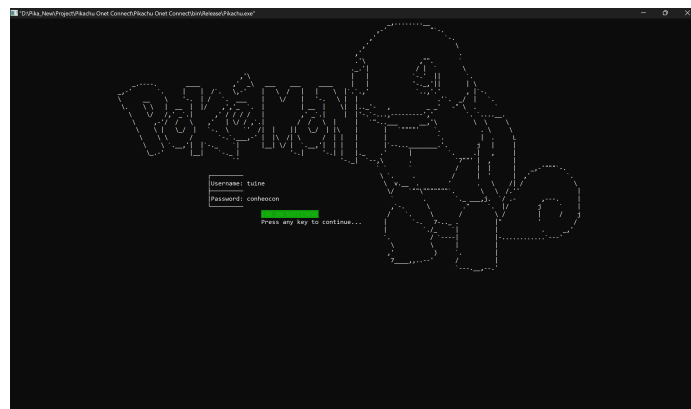 "D:\Pika_New\Project\Pikachu Onet Connect\Pikachu Onet Connect\bin\Release\Pikachu.exe"
POKéMON
Username: tuine
Password: conheocon
Press any key to continue...